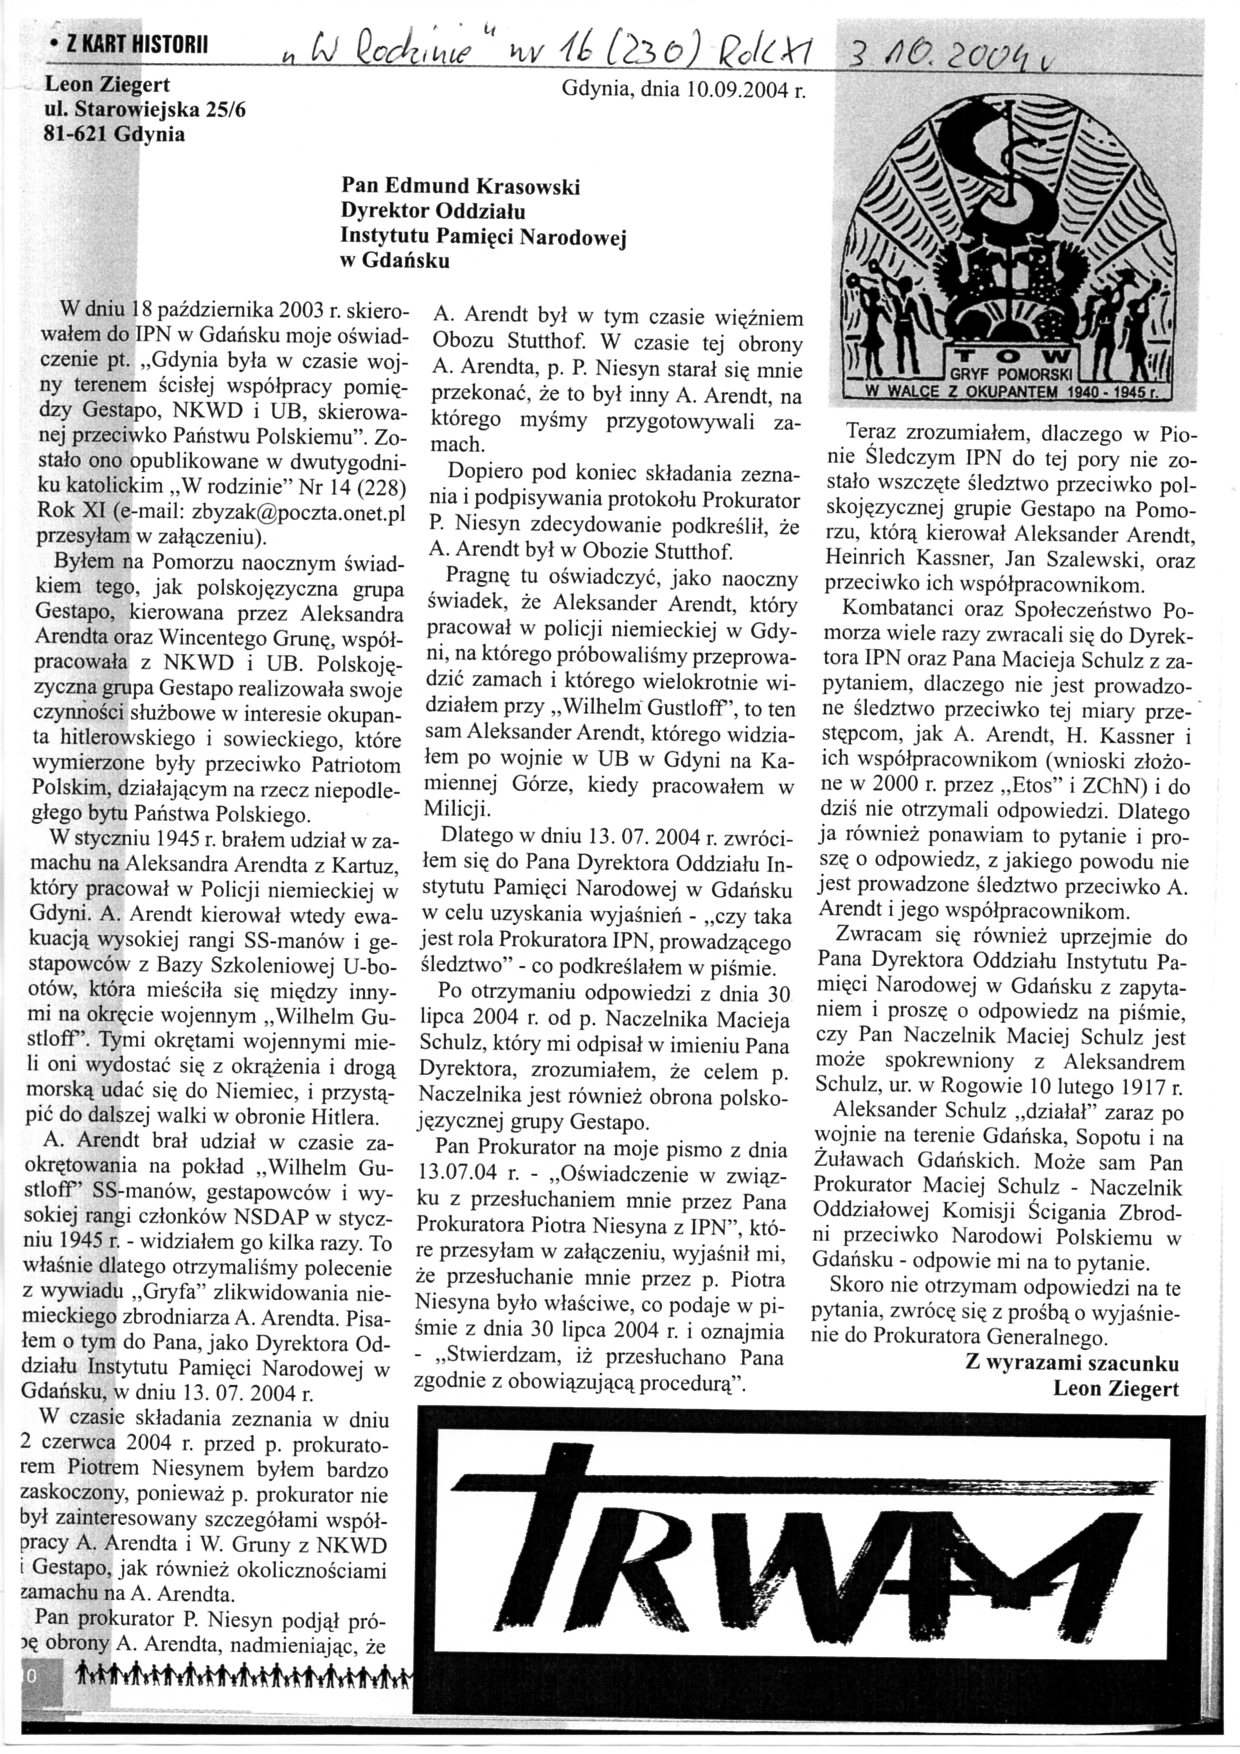 • Z KART HISTORII
„W Rodzinie" nr 16 (230) Rok XI 3 10. 2004 r
Leon Ziegert
ul. Starowiejska 25/6
81-621 Gdynia
Gdynia, dnia 10.09.2004 r.
Pan Edmund Krasowski
Dyrektor Oddziału
Instytutu Pamięci Narodowej
w Gdańsku
W dniu 18 października 2003 r. skiero-
wałem do IPN w Gdańsku moje oświad-
czenie pt. „Gdynia była w czasie woj-
ny terenem ścisłej współpracy pomię-
dzy Gestapo, NKWD i UB, skierowa-
nej przeciwko Państwu Polskiemu”. Zo-
stało ono opublikowane w dwutygodni-
ku katolickim „W rodzinie” Nr 14 (228)
Rok XI (e-mail: zbyzak@poczta.onet.pl
przesyłam w załączeniu).
Byłem na Pomorzu naocznym świad-
kiem tego, jak polskojęzyczna grupa
Gestapo, kierowana przez Aleksandra
Arendta oraz Wincentego Grunę, współ-
pracowała z NKWD i UB. Polskoję-
zyczna grupa Gestapo realizowała swoje
czynności służbowe w interesie okupan-
ta hitlerowskiego i sowieckiego, które
wymierzone były przeciwko Patriotom
Polskim, działającym na rzecz niepodle-
głego bytu Państwa Polskiego.
W styczniu 1945 r. brałem udział w za-
machu na Aleksandra Arendta z Kartuz,
który pracował w Policji niemieckiej w
Gdyni. A. Arendt kierował wtedy ewa-
kuacją wysokiej rangi SS-manów i ge-
stapowców z Bazy Szkoleniowej U-bo-
otów, która mieściła się między inny-
mi na okręcie wojennym „Wilhelm Gu-
stloff”. Tymi okrętami wojennymi mie-
li oni wydostać się z okrążenia i drogą
morską udać się do Niemiec, i przystą-
pić do dalszej walki w obronie Hitlera.
A. Arendt brał udział w czasie za-
okrętowania na pokład „Wilhelm Gu-
stloff” SS-manów, gestapowców i wy-
sokiej rangi członków NSDAP w stycz-
niu 1945 r. - widziałem go kilka razy. To
właśnie dlatego otrzymaliśmy polecenie
z wywiadu „Gryfa” zlikwidowania nie-
mieckiego zbrodniarza A. Arendta. Pisa-
łem o tym do Pana, jako Dyrektora Od-
działu Instytutu Pamięci Narodowej w
Gdańsku, w dniu 13. 07. 2004 r.
W czasie składania zeznania w dniu
2 czerwca 2004 r. przed p. prokurato-
rem Piotrem Niesynem byłem bardzo
zaskoczony, ponieważ p. prokurator nie
był zainteresowany szczegółami współ-
pracy A. Arendta i W. Gruny z NKWD
i Gestapo, jak również okolicznościami
zamachu na A. Arendta.
Pan prokurator P. Niesyn podjął pró-
bę obrony A. Arendta, nadmieniając, że
A. Arendt był w tym czasie więźniem
Obozu Stutthof. W czasie tej obrony
A. Arendta, p. P. Niesyn starał się mnie
przekonać, że to był inny A. Arendt, na
którego myśmy przygotowywali za-
mach.
Dopiero pod koniec składania zezna-
nia i podpisywania protokołu Prokurator
P. Niesyn zdecydowanie podkreślił, że
A. Arendt był w Obozie Stutthof.
Pragnę tu oświadczyć, jako naoczny
świadek, że Aleksander Arendt, który
pracował w policji niemieckiej w Gdy-
ni, na którego próbowaliśmy przeprowa-
dzić zamach i którego wielokrotnie wi-
działem przy „Wilhelm Gustloff”, to ten
sam Aleksander Arendt, którego widzia-
łem po wojnie w UB w Gdyni na Ka-
miennej Górze, kiedy pracowałem w
Milicji.
Dlatego w dniu 13. 07. 2004 r. zwróci-
łem się do Pana Dyrektora Oddziału In-
stytutu Pamięci Narodowej w Gdańsku
w celu uzyskania wyjaśnień - „czy taka
jest rola Prokuratora IPN, prowadzącego
śledztwo” - co podkreślałem w piśmie.
Po otrzymaniu odpowiedzi z dnia 30
lipca 2004 r. od p. Naczelnika Macieja
Schulz, który mi odpisał w imieniu Pana
Dyrektora, zrozumiałem, że celem p.
Naczelnika jest również obrona polsko-
języcznej grupy Gestapo.
Pan Prokurator na moje pismo z dnia
13.07.04 r. - „Oświadczenie w związ-
ku z przesłuchaniem mnie przez Pana
Prokuratora Piotra Niesyna z IPN”, któ-
re przesyłam w załączeniu, wyjaśnił mi,
że przesłuchanie mnie przez p. Piotra
Niesyna było właściwe, co podaje w pi-
śmie z dnia 30 lipca 2004 r. i oznajmia
- „Stwierdzam, iż przesłuchano Pana
zgodnie z obowiązującą procedurą”.
T O W
GRYF POMORSKI
W WALCE Z OKUPANTEM 1940 - 1945 r.
Teraz zrozumiałem, dlaczego w Pio-
nie Śledczym IPN do tej pory nie zo-
stało wszczęte śledztwo przeciwko pol-
skojęzycznej grupie Gestapo na Pomo-
rzu, którą kierował Aleksander Arendt,
Heinrich Kassner, Jan Szalewski, oraz
przeciwko ich współpracownikom.
Kombatanci oraz Społeczeństwo Po-
morza wiele razy zwracali się do Dyrek-
tora IPN oraz Pana Macieja Schulz z za-
pytaniem, dlaczego nie jest prowadzo-
ne śledztwo przeciwko tej miary prze-
stępcom, jak A. Arendt, H. Kassner i
ich współpracownikom (wnioski złożo-
ne w 2000 r. przez „Etos” i ZChN) i do
dziś nie otrzymali odpowiedzi. Dlatego
ja również ponawiam to pytanie i pro-
szę o odpowiedz, z jakiego powodu nie
jest prowadzone śledztwo przeciwko A.
Arendt i jego współpracownikom.
Zwracam się również uprzejmie do
Pana Dyrektora Oddziału Instytutu Pa-
mięci Narodowej w Gdańsku z zapyta-
niem i proszę o odpowiedz na piśmie,
czy Pan Naczelnik Maciej Schulz jest
może spokrewniony z Aleksandrem
Schulz, ur. w Rogowie 10 lutego 1917 r.
Aleksander Schulz „działał” zaraz po
wojnie na terenie Gdańska, Sopotu i na
Żuławach Gdańskich. Może sam Pan
Prokurator Maciej Schulz - Naczelnik
Oddziałowej Komisji Ścigania Zbrod-
ni przeciwko Narodowi Polskiemu w
Gdańsku - odpowie mi na to pytanie.
Skoro nie otrzymam odpowiedzi na te
pytania, zwrócę się z prośbą o wyjaśnie-
nie do Prokuratora Generalnego.
Z wyrazami szacunku
Leon Ziegert
TRWAM
10